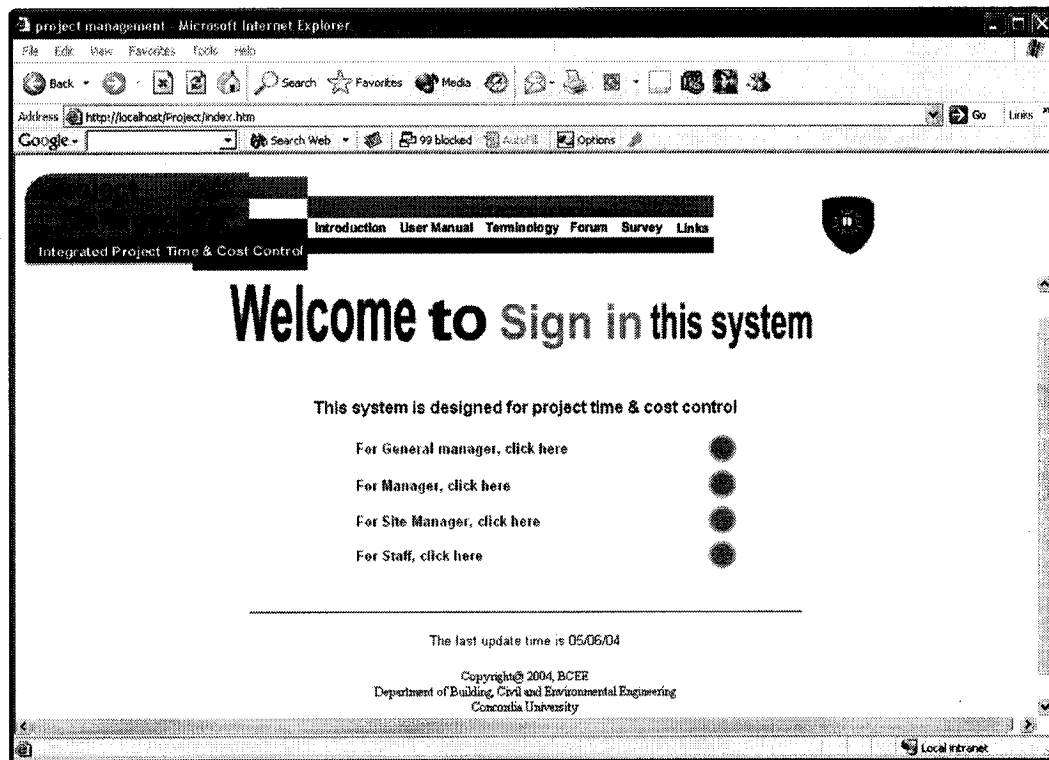 project management - Microsoft Internet Explorer
File Edit View Favorites Tools Help
Back Search Favorites Media
Address http://localhost/Project/index.htm Go Links »
Google Search Web 99 blocked AutoFill Options
Introduction User Manual Terminology Forum Survey Links
Integrated Project Time & Cost Control
Welcome to Sign in this system
This system is designed for project time & cost control
For General manager, click here
For Manager, click here
For Site Manager, click here
For Staff, click here
The last update time is 05/06/04
Copyright@ 2004, BCEE
Department of Building, Civil and Environmental Engineering
Concordia University
Local intranet